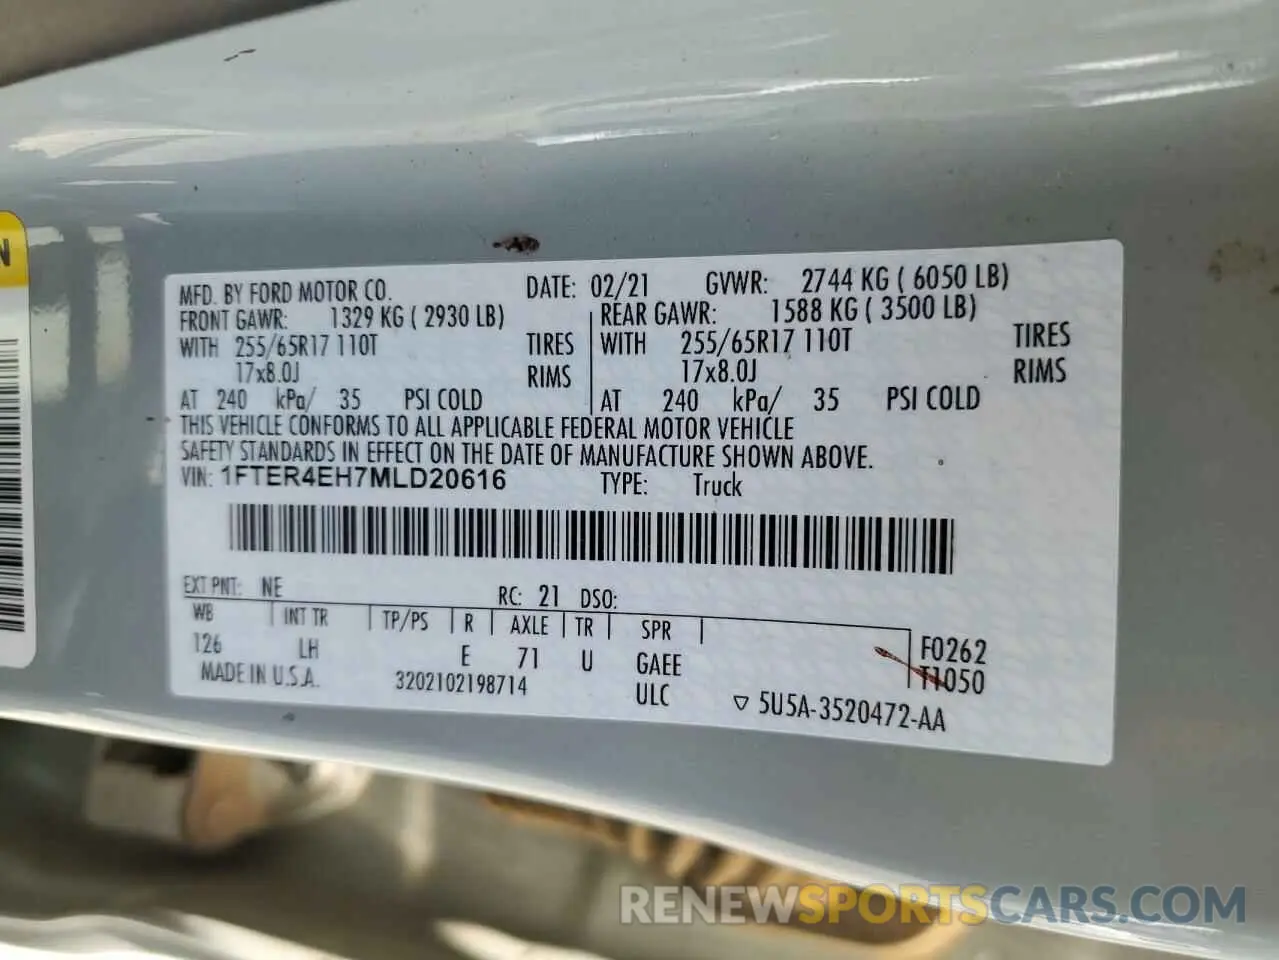 N
MFD. BY FORD MOTOR CO. DATE: 02/21 GVWR: 2744 KG ( 6050 LB)
FRONT GAWR: 1329 KG ( 2930 LB) REAR GAWR: 1588 KG ( 3500 LB)
WITH 255/65R17 110T TIRES WITH 255/65R17 110T TIRES
17x8.0J RIMS 17x8.0J RIMS
AT 240 kPa/ 35 PSI COLD AT 240 kPa/ 35 PSI COLD
THIS VEHICLE CONFORMS TO ALL APPLICABLE FEDERAL MOTOR VEHICLE
SAFETY STANDARDS IN EFFECT ON THE DATE OF MANUFACTURE SHOWN ABOVE.
VIN: 1FTER4EH7MLD20616 TYPE: Truck
EXT PNT: NE RC: 21 DSO:
WB INT TR TP/PS R AXLE TR SPR
126 LH E 71 U GAEE F0262
MADE IN U.S.A. 3202102198714 ULC T1050
▽ 5U5A-3520472-AA
RENEWSPORTSCARS.COM